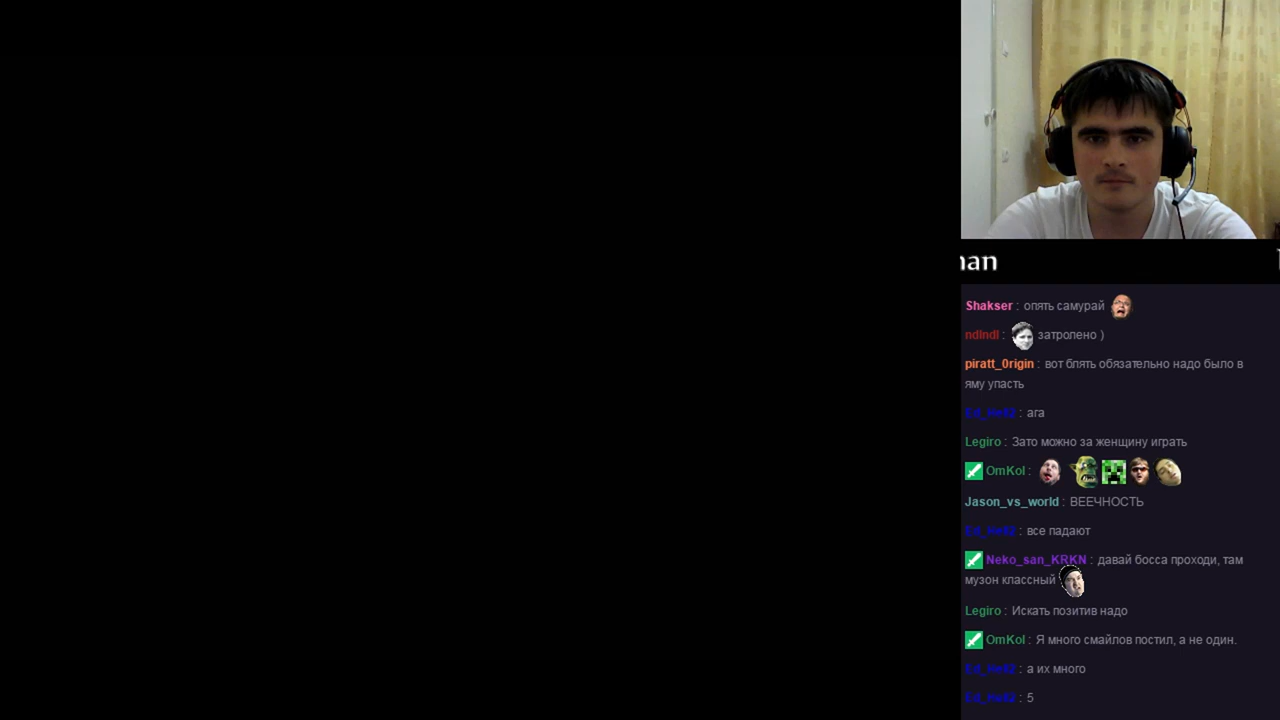 nan
Shakser : опять самурай
ndlndl : затролено )
piratt_0rigin : вот блять обязательно надо было в
яму упасть
: ага
Legiro : Зато можно за женщину играть
OmKol :
Jason_vs_world : ВЕЕЧНОСТЬ
: все падают
Neko_san_KRKN : давай босса проходи, там
музон классный
Legiro : Искать позитив надо
OmKol : Я много смайлов постил, а не один.
: а их много
: 5